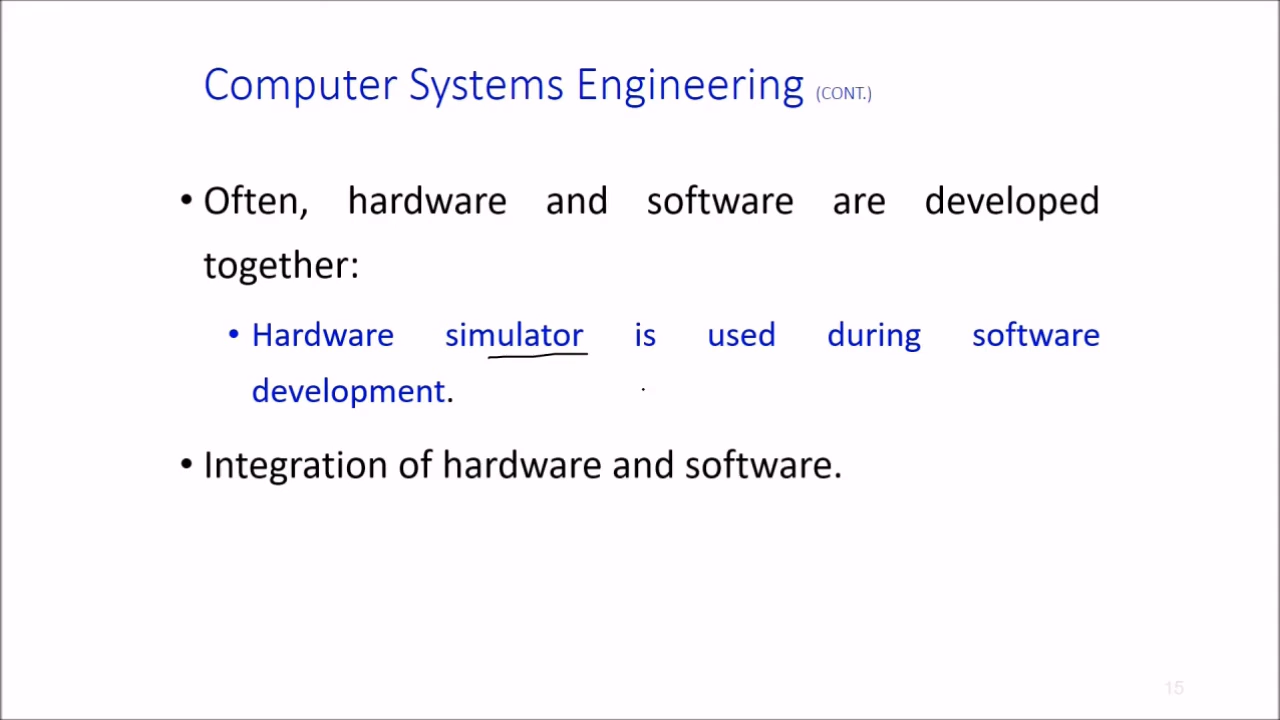 Computer Systems Engineering (CONT.)
• Often, hardware and software are developed
together:
• Hardware simulator is used during software
development.
• Integration of hardware and software.
15